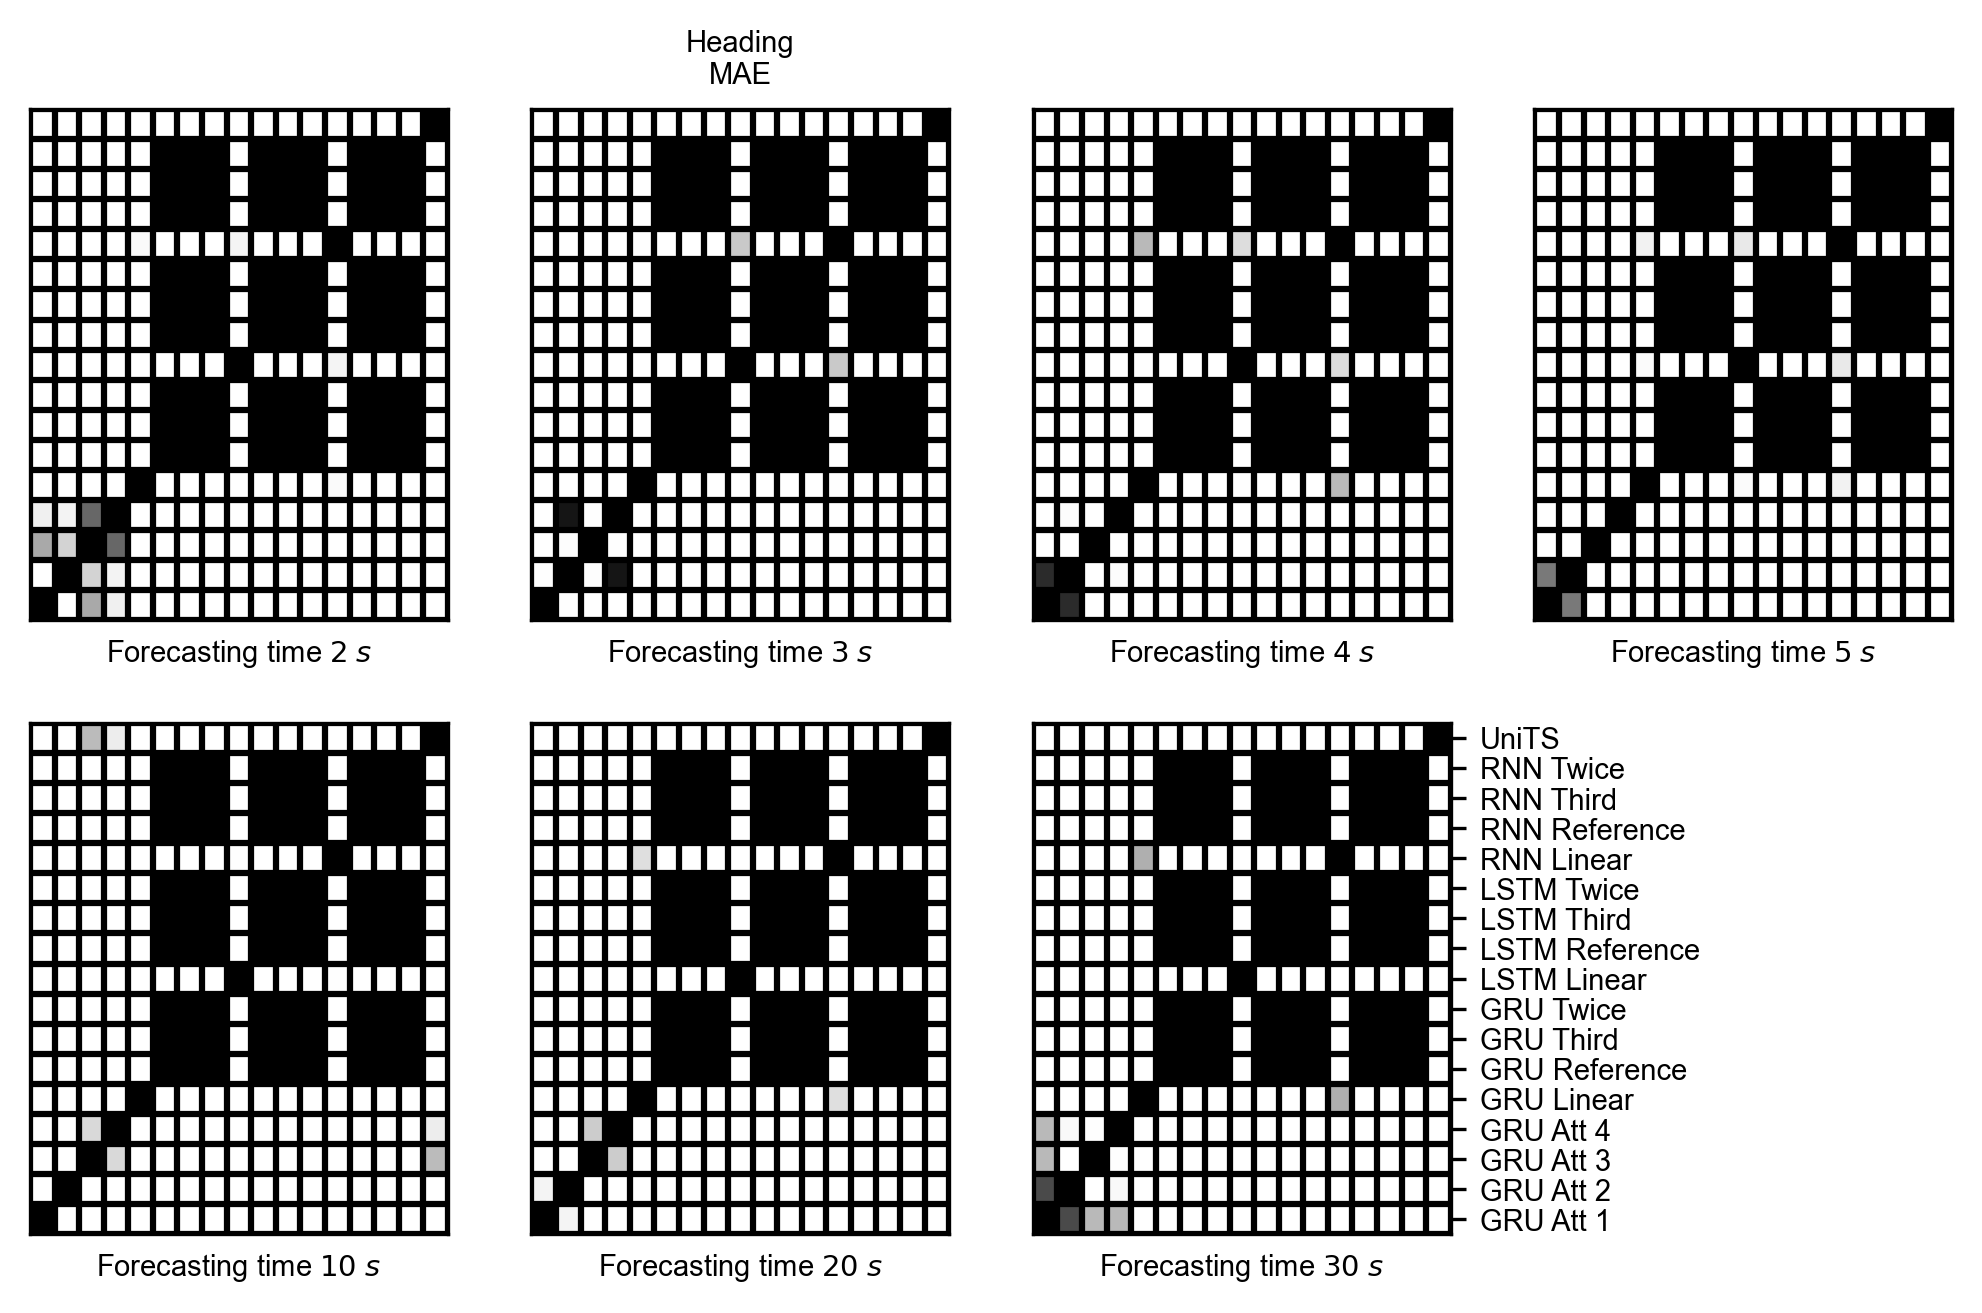 Heading
MAE
Forecasting time 2 s
Forecasting time 3 s
Forecasting time 4 s
Forecasting time 5 s
UniTS
RNN Twice
RNN Third
RNN Reference
RNN Linear
LSTM Twice
LSTM Third
LSTM Reference
LSTM Linear
GRU Twice
GRU Third
GRU Reference
GRU Linear
GRU Att 4
GRU Att 3
GRU Att 2
GRU Att 1
Forecasting time 10 s
Forecasting time 20 s
Forecasting time 30 s